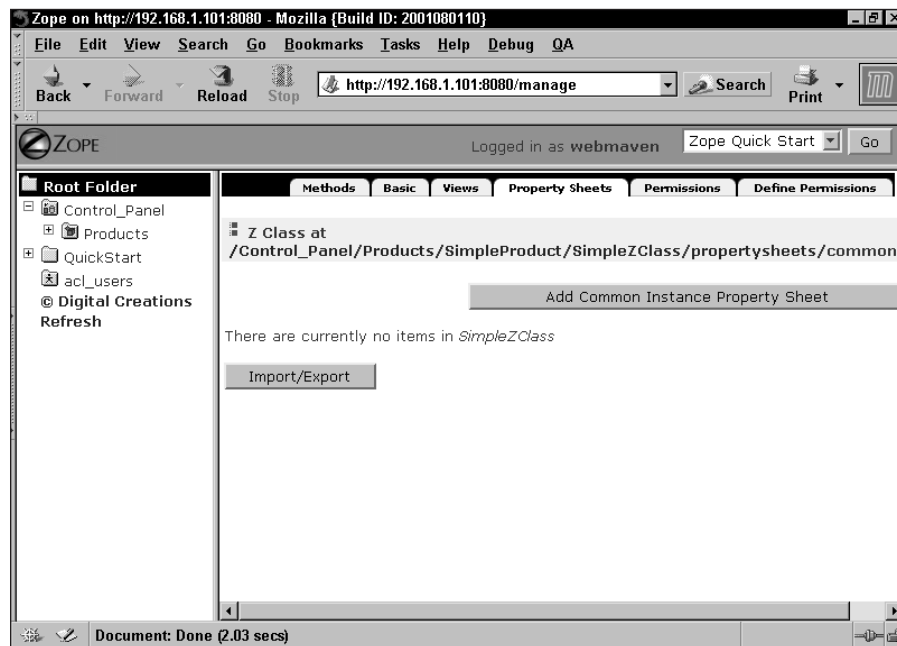 Zope on http://192.168.1.101:8080 - Mozilla {Build ID: 2001080110}
File Edit View Search Go Bookmarks Tasks Help Debug QA
Back Forward Reload Stop http://192.168.1.101:8080/manage Search Print
ZOPE Logged in as webmaven Zope Quick Start Go
Root Folder
Control_Panel
Products
QuickStart
acl_users
© Digital Creations
Refresh
Methods Basic Views Property Sheets Permissions Define Permissions
Z Class at
/Control_Panel/Products/SimpleProduct/SimpleZClass/propertysheets/common
Add Common Instance Property Sheet
There are currently no items in SimpleZClass
Import/Export
Document: Done (2.03 secs)